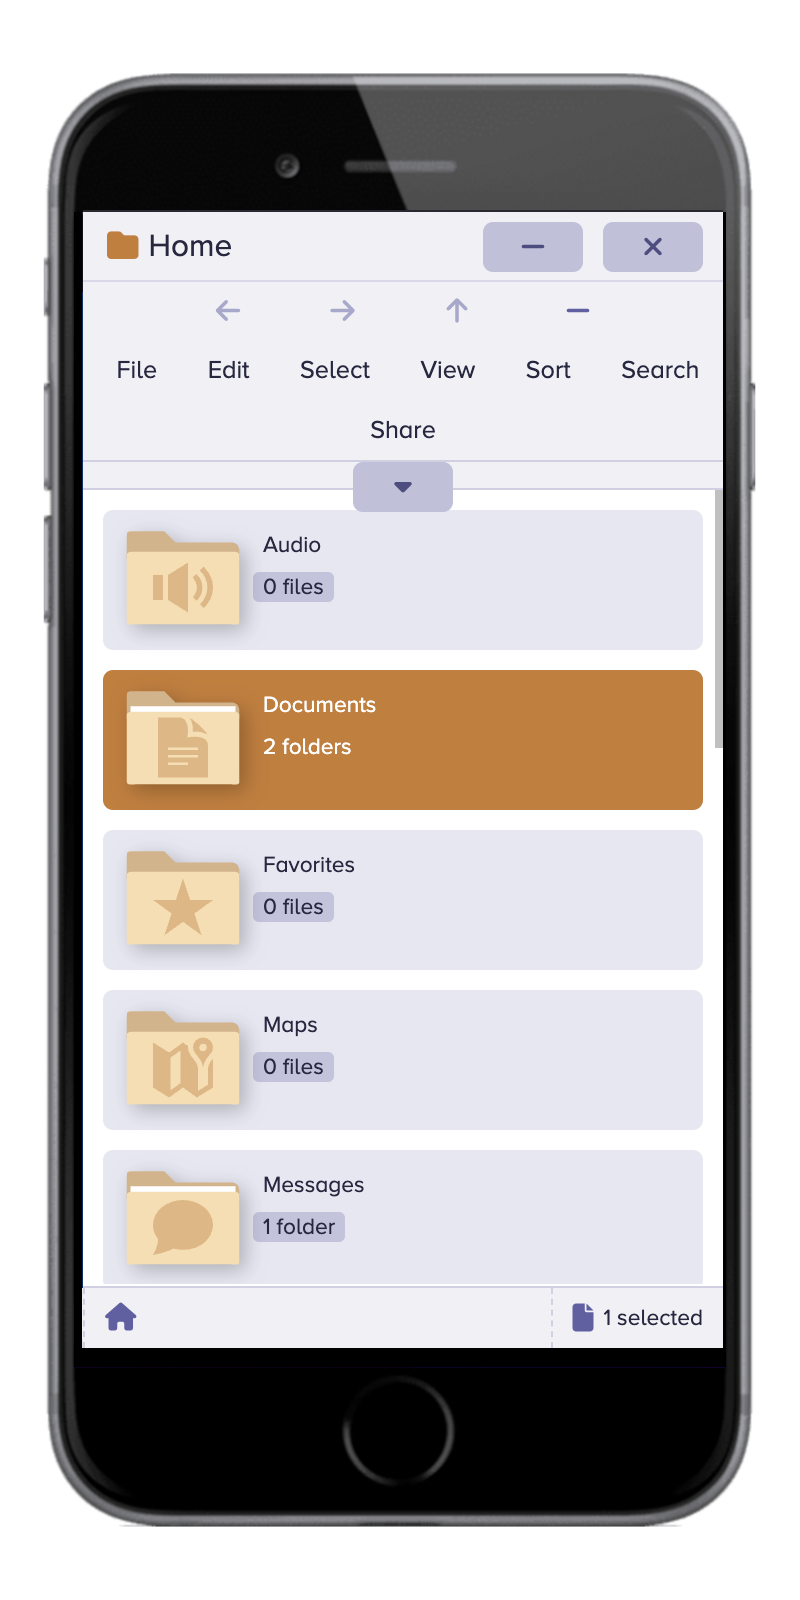 Home
File Edit Select View Sort Search
Share
Audio
0 files
Documents
2 folders
Favorites
0 files
Maps
0 files
Messages
1 folder
1 selected